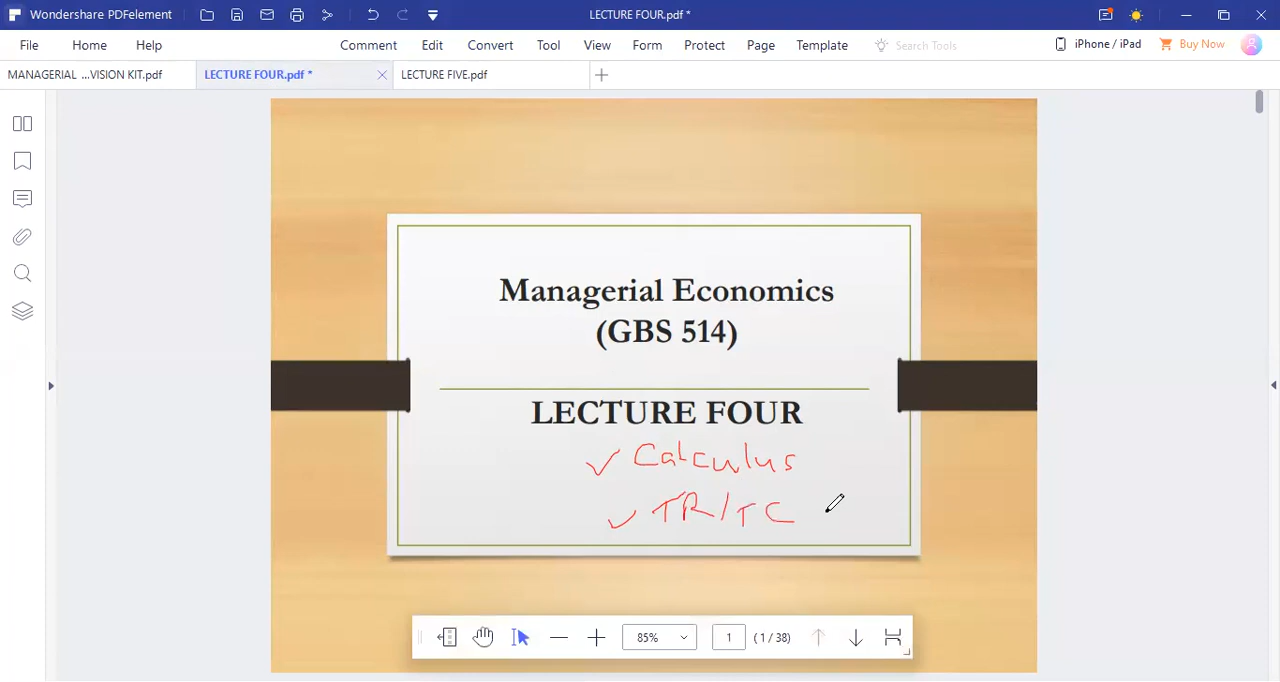 Wondershare PDFelement
LECTURE FOUR.pdf *
File Home Help Comment Edit Convert Tool View Form Protect Page Template Search Tools iPhone / iPad Buy Now
MANAGERIAL ...VISION KIT.pdf LECTURE FOUR.pdf * LECTURE FIVE.pdf
Managerial Economics
(GBS 514)
LECTURE FOUR
✓ Calculus
✓ TR/TC
85% 1 (1/38)